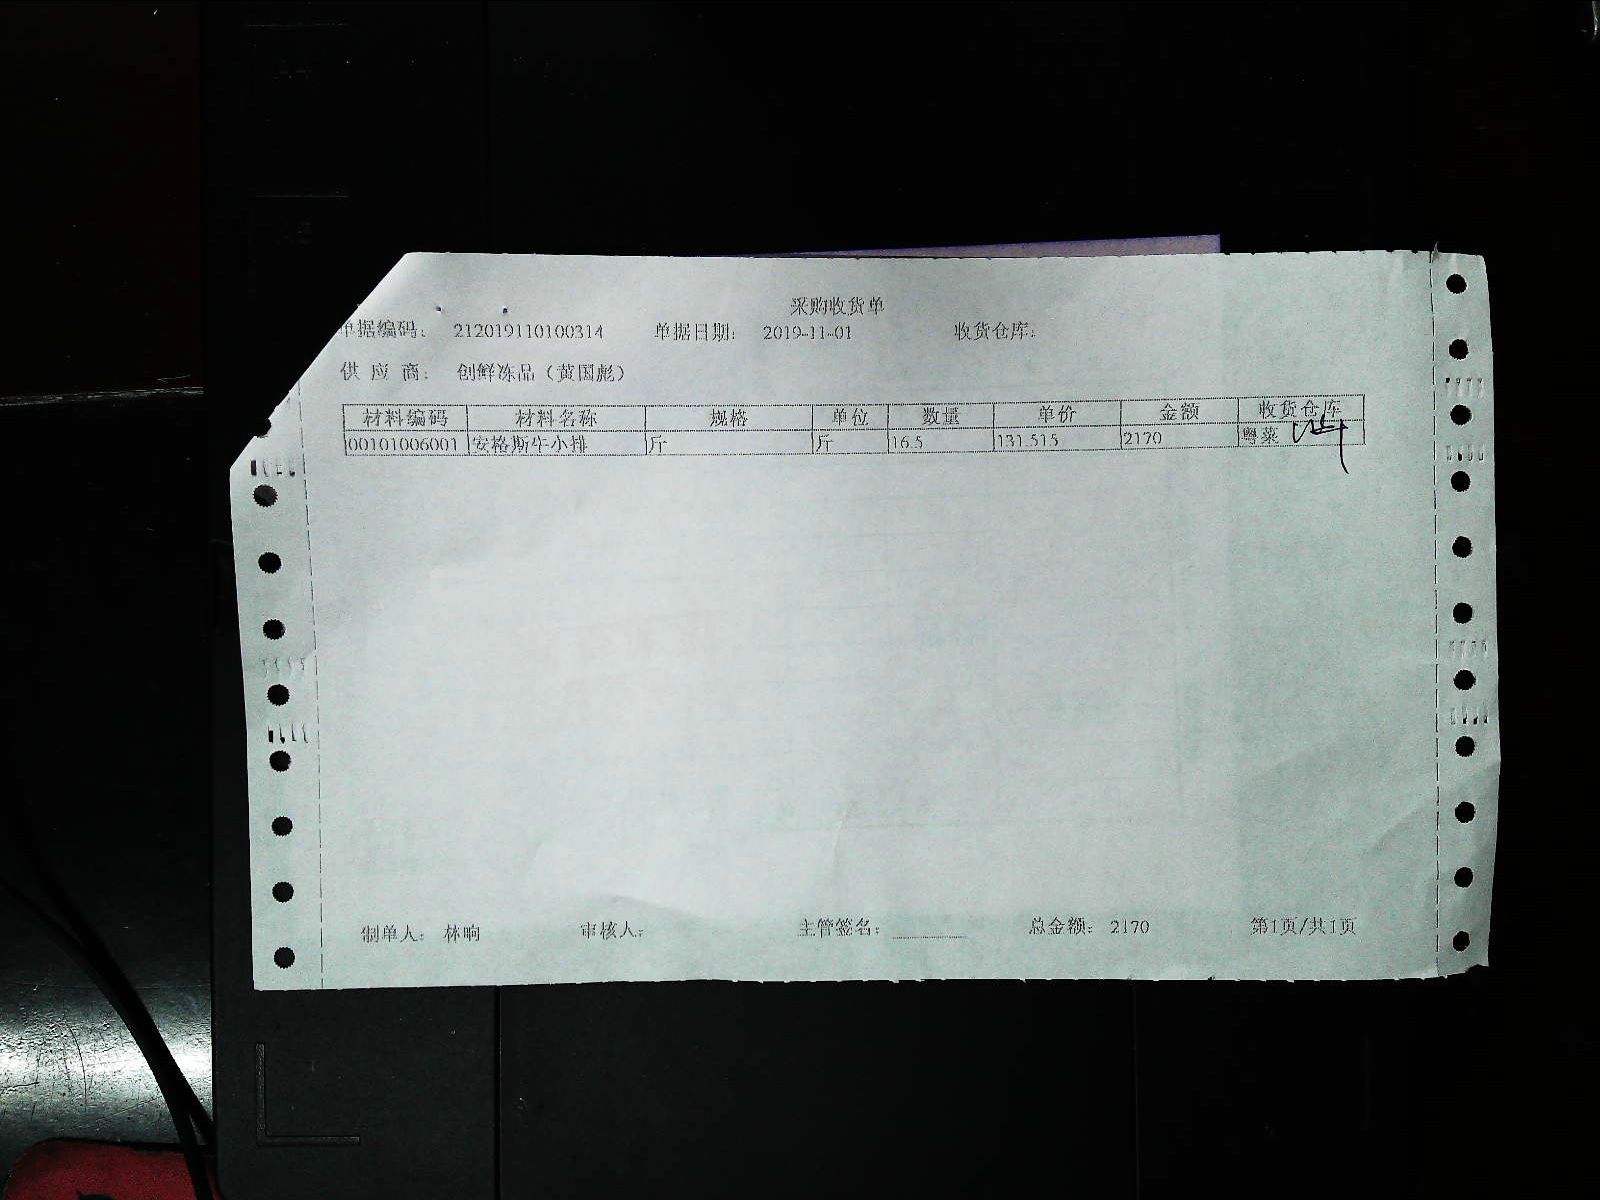 采购收货单
单据编码： 212019110100314 单据日期： 2019-11-01 收货仓库：
供 应 商： 创鲜冻品（黄国彪）
材料编码 材料名称 规格 单位 数量 单价 金额 收货仓库
00101006001 安格斯牛小排 斤 斤 16.5 131.515 2170 粤菜
制单人： 林晌 审核人： 主管签名： 总金额： 2170 第1页/共1页